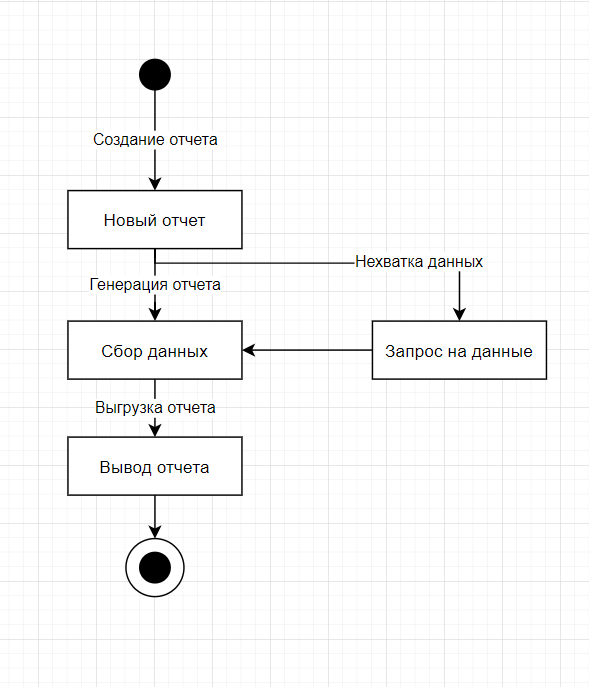 Создание отчета
Новый отчет
Нехватка данных
Генерация отчета
Сбор данных
Запрос на данные
Выгрузка отчета
Вывод отчета